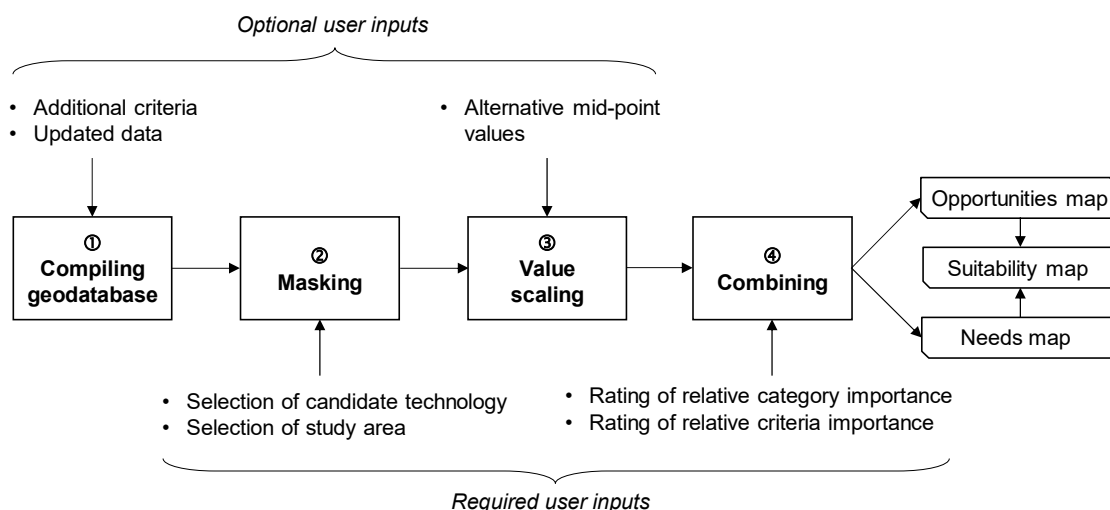 Optional user inputs
• Additional criteria
• Updated data
• Alternative mid-point
values
①
Compiling
geodatabase
②
Masking
③
Value
scaling
④
Combining
Opportunities map
Suitability map
Needs map
• Selection of candidate technology
• Selection of study area
• Rating of relative category importance
• Rating of relative criteria importance
Required user inputs